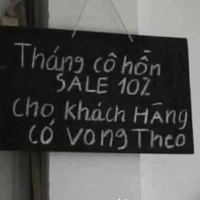 Tháng cô hồn
SALE 10%
cho khách HÀNG
có vong Theo